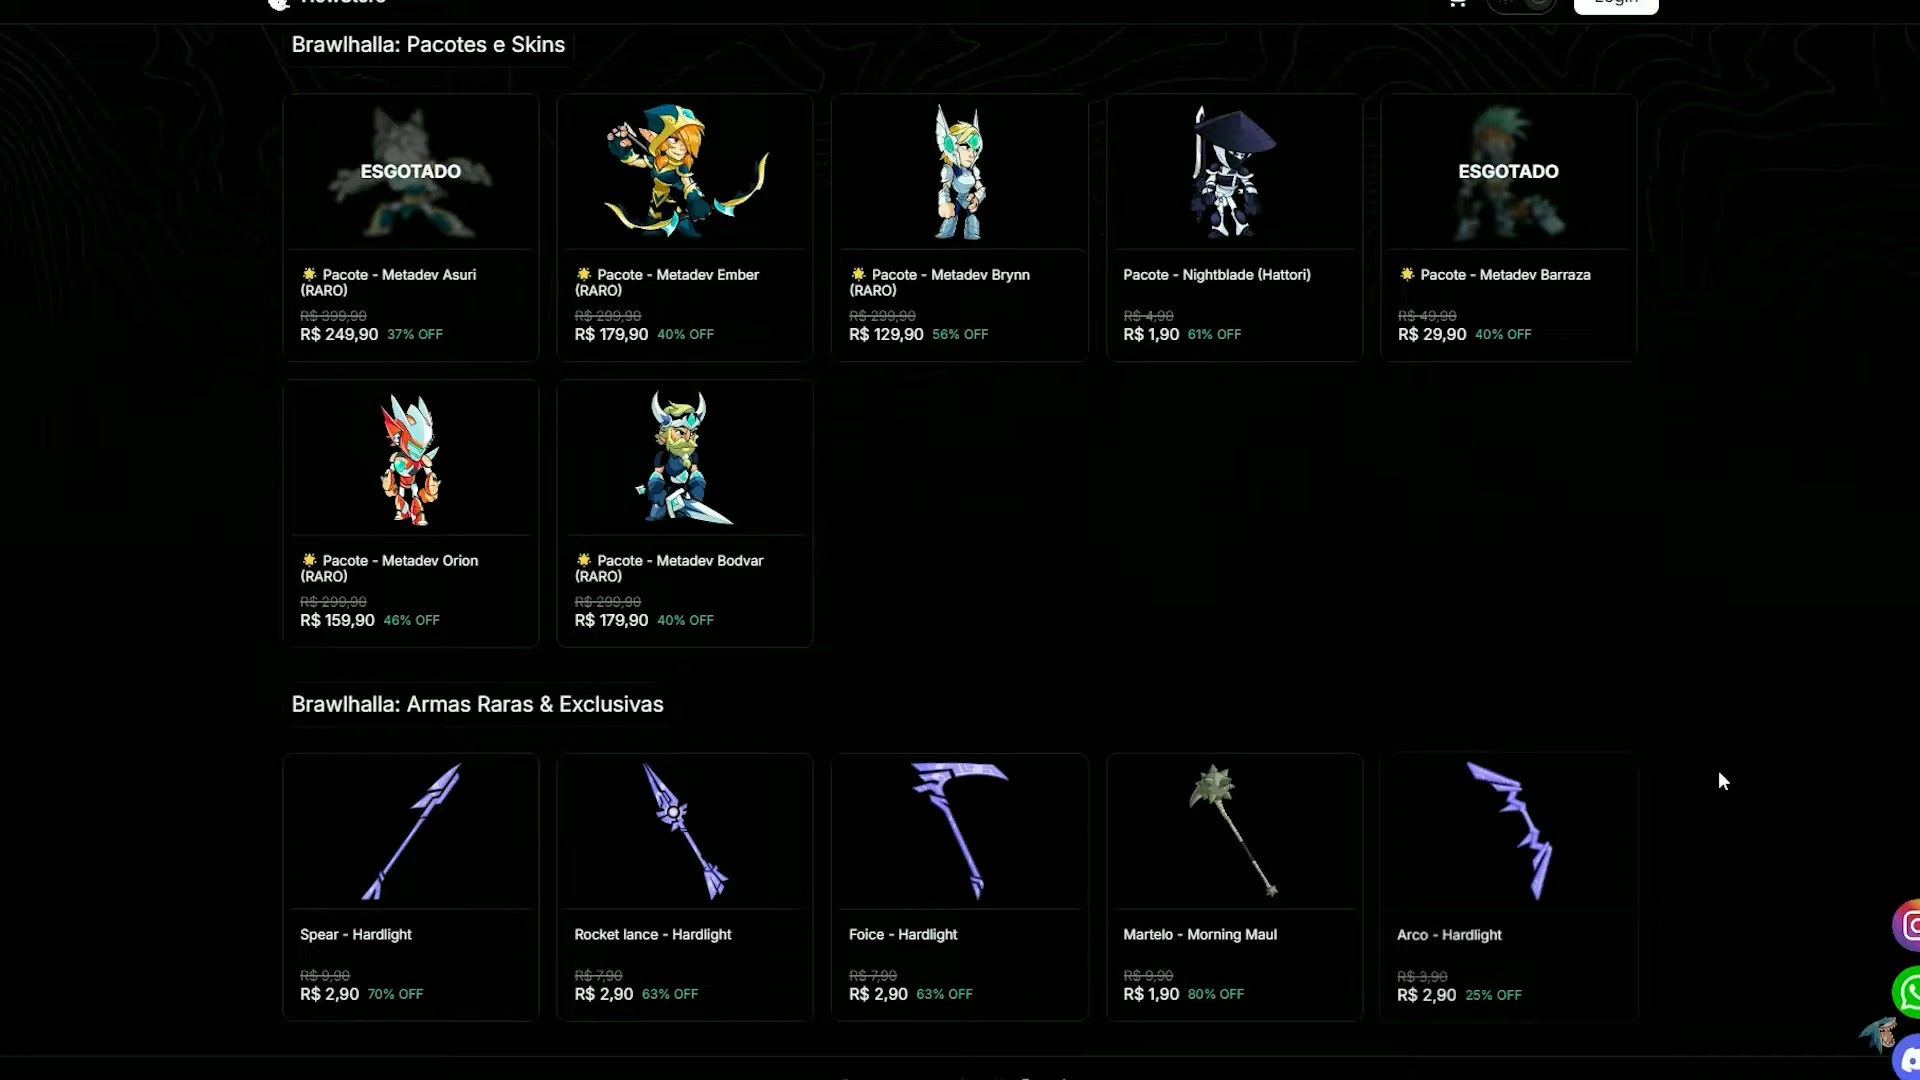 Brawlhalla: Pacotes e Skins
ESGOTADO
ESGOTADO
Pacote - Metadev Asuri
(RARO)
R$ 399,90
R$ 249,90 37% OFF
Pacote - Metadev Ember
(RARO)
R$ 299,90
R$ 179,90 40% OFF
Pacote - Metadev Brynn
(RARO)
R$ 299,90
R$ 129,90 56% OFF
Pacote - Nightblade (Hattori)
R$ 4,90
R$ 1,90 61% OFF
Pacote - Metadev Barraza
R$ 49,90
R$ 29,90 40% OFF
Pacote - Metadev Orion
(RARO)
R$ 299,90
R$ 159,90 46% OFF
Pacote - Metadev Bodvar
(RARO)
R$ 299,90
R$ 179,90 40% OFF
Brawlhalla: Armas Raras & Exclusivas
Spear - Hardlight
R$ 9,90
R$ 2,90 70% OFF
Rocket lance - Hardlight
R$ 7,90
R$ 2,90 63% OFF
Foice - Hardlight
R$ 7,90
R$ 2,90 63% OFF
Martelo - Morning Maul
R$ 9,90
R$ 1,90 80% OFF
Arco - Hardlight
R$ 3,90
R$ 2,90 25% OFF